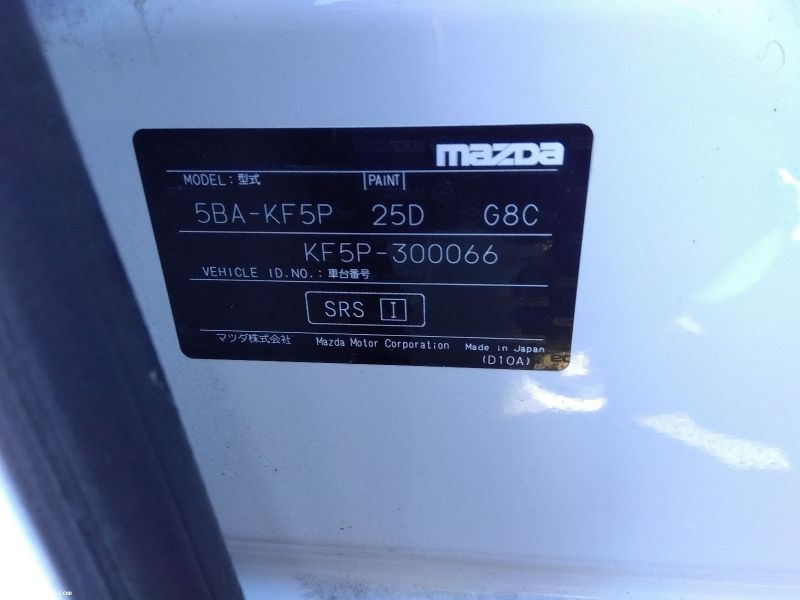 mazda
MODEL：型式 PAINT
5BA-KF5P 25D G8C
KF5P-300066
VEHICLE ID.NO.：車台番号
SRS I
マツダ株式会社 Mazda Motor Corporation Made in Japan
(D10A)
.com